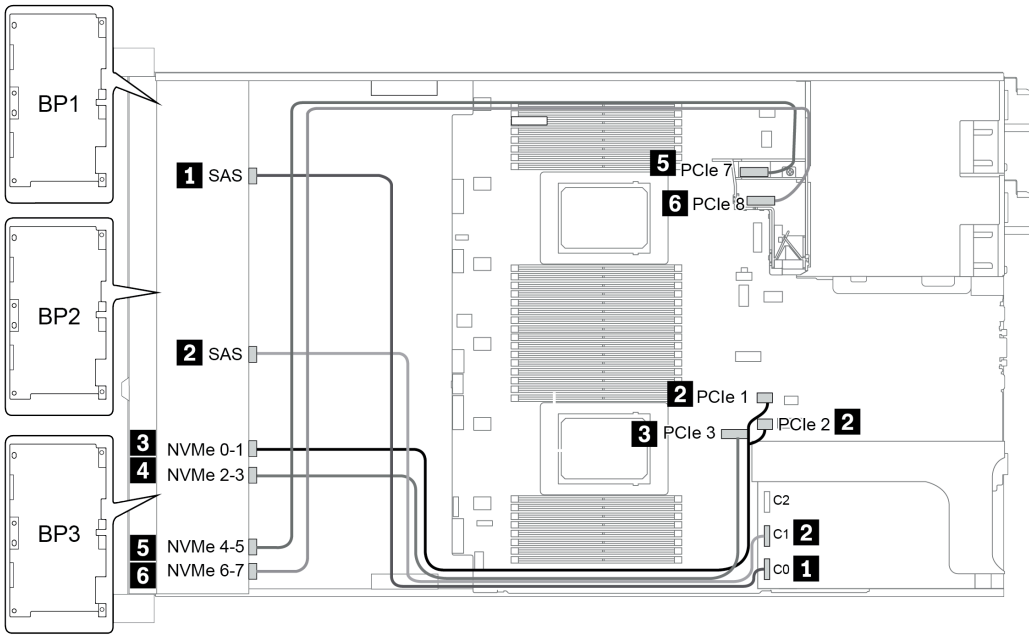 BP1
BP2
BP3
1 SAS
2 SAS
3 NVMe 0-1
4 NVMe 2-3
5 NVMe 4-5
6 NVMe 6-7
5 PCIe 7
6 PCIe 8
2 PCIe 1
PCIe 2 2
3 PCIe 3
C2
C1 2
C0 1